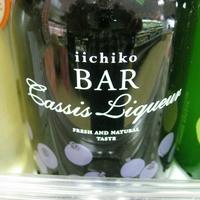 iichiko
BAR
Cassis Liqueur
FRESH AND NATURAL
TASTE